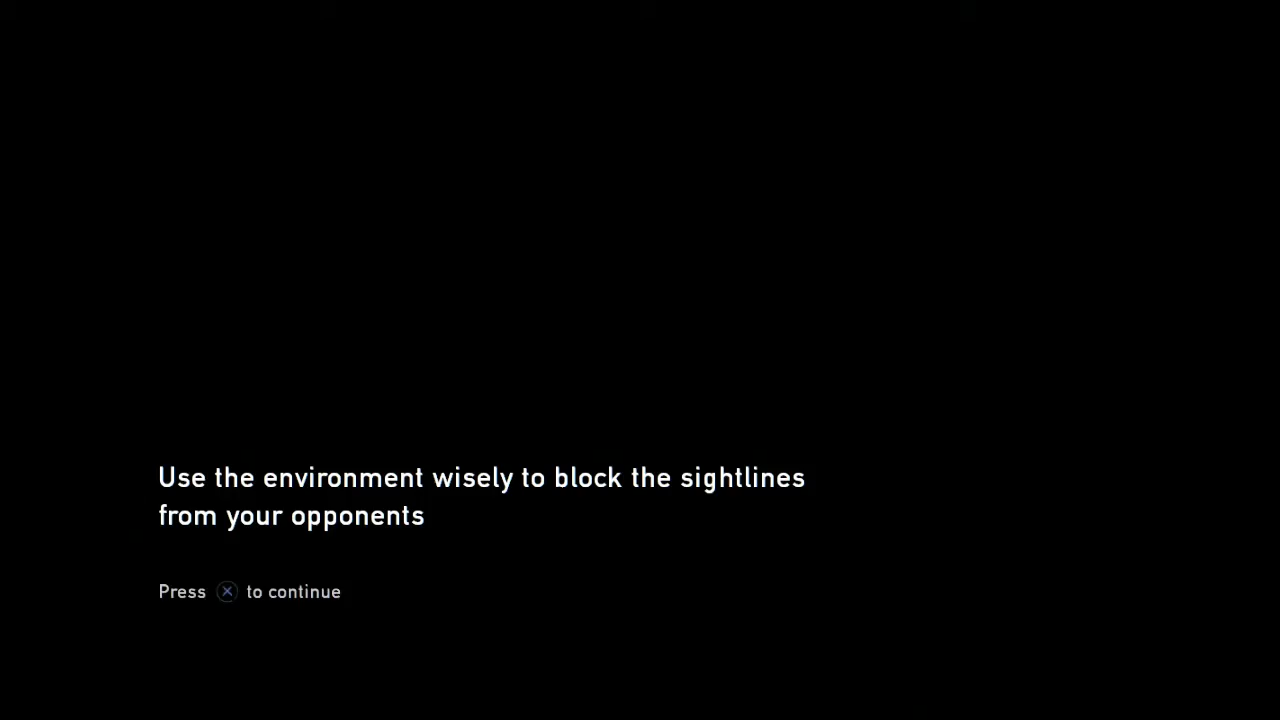 Use the environment wisely to block the sightlines
from your opponents
Press ⓧ to continue